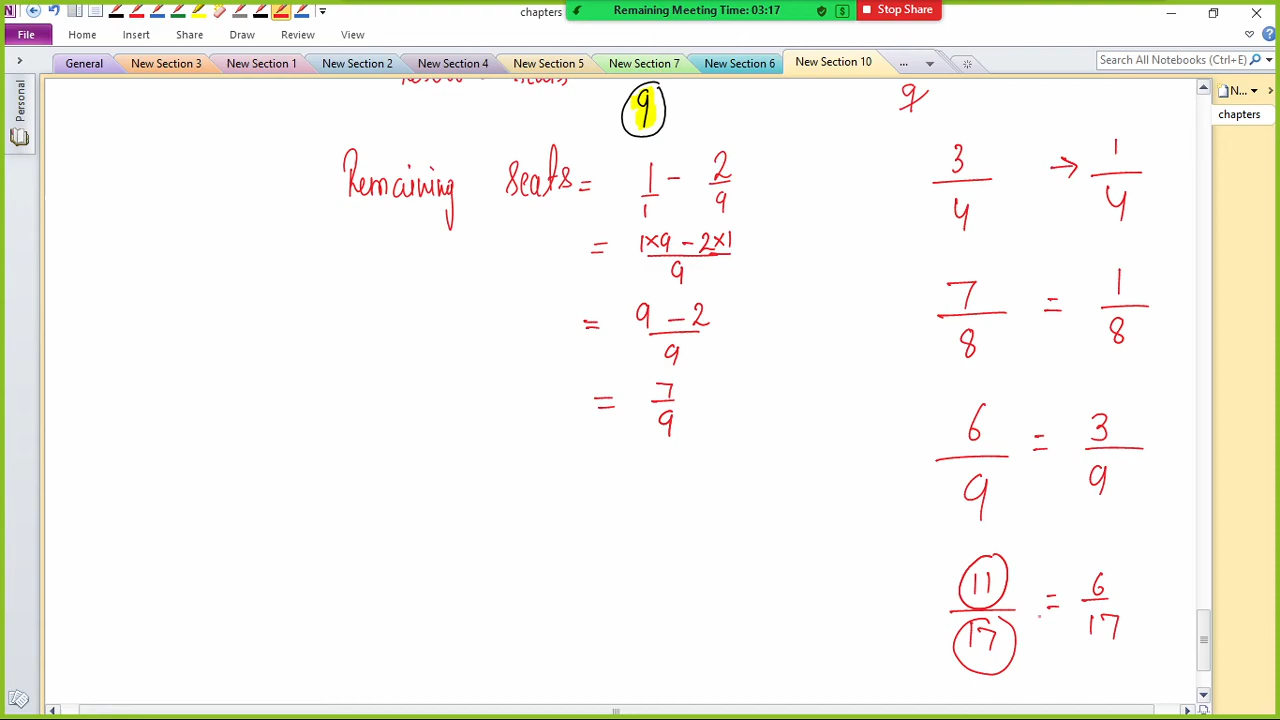 chapters
Remaining Meeting Time: 03:17
Stop Share
File Home Insert Share Draw Review View
General New Section 3 New Section 1 New Section 2 New Section 4 New Section 5 New Section 7 New Section 6 New Section 10 ...
Search All Notebooks (Ctrl+E)
Personal
N...
chapters
9
9
Remaining seats = 1/1 - 2/9
= 1×9 - 2×1 / 9
= 9 - 2 / 9
= 7/9
3/4 → 1/4
7/8 = 1/8
6/9 = 3/9
11/17 = 6/17